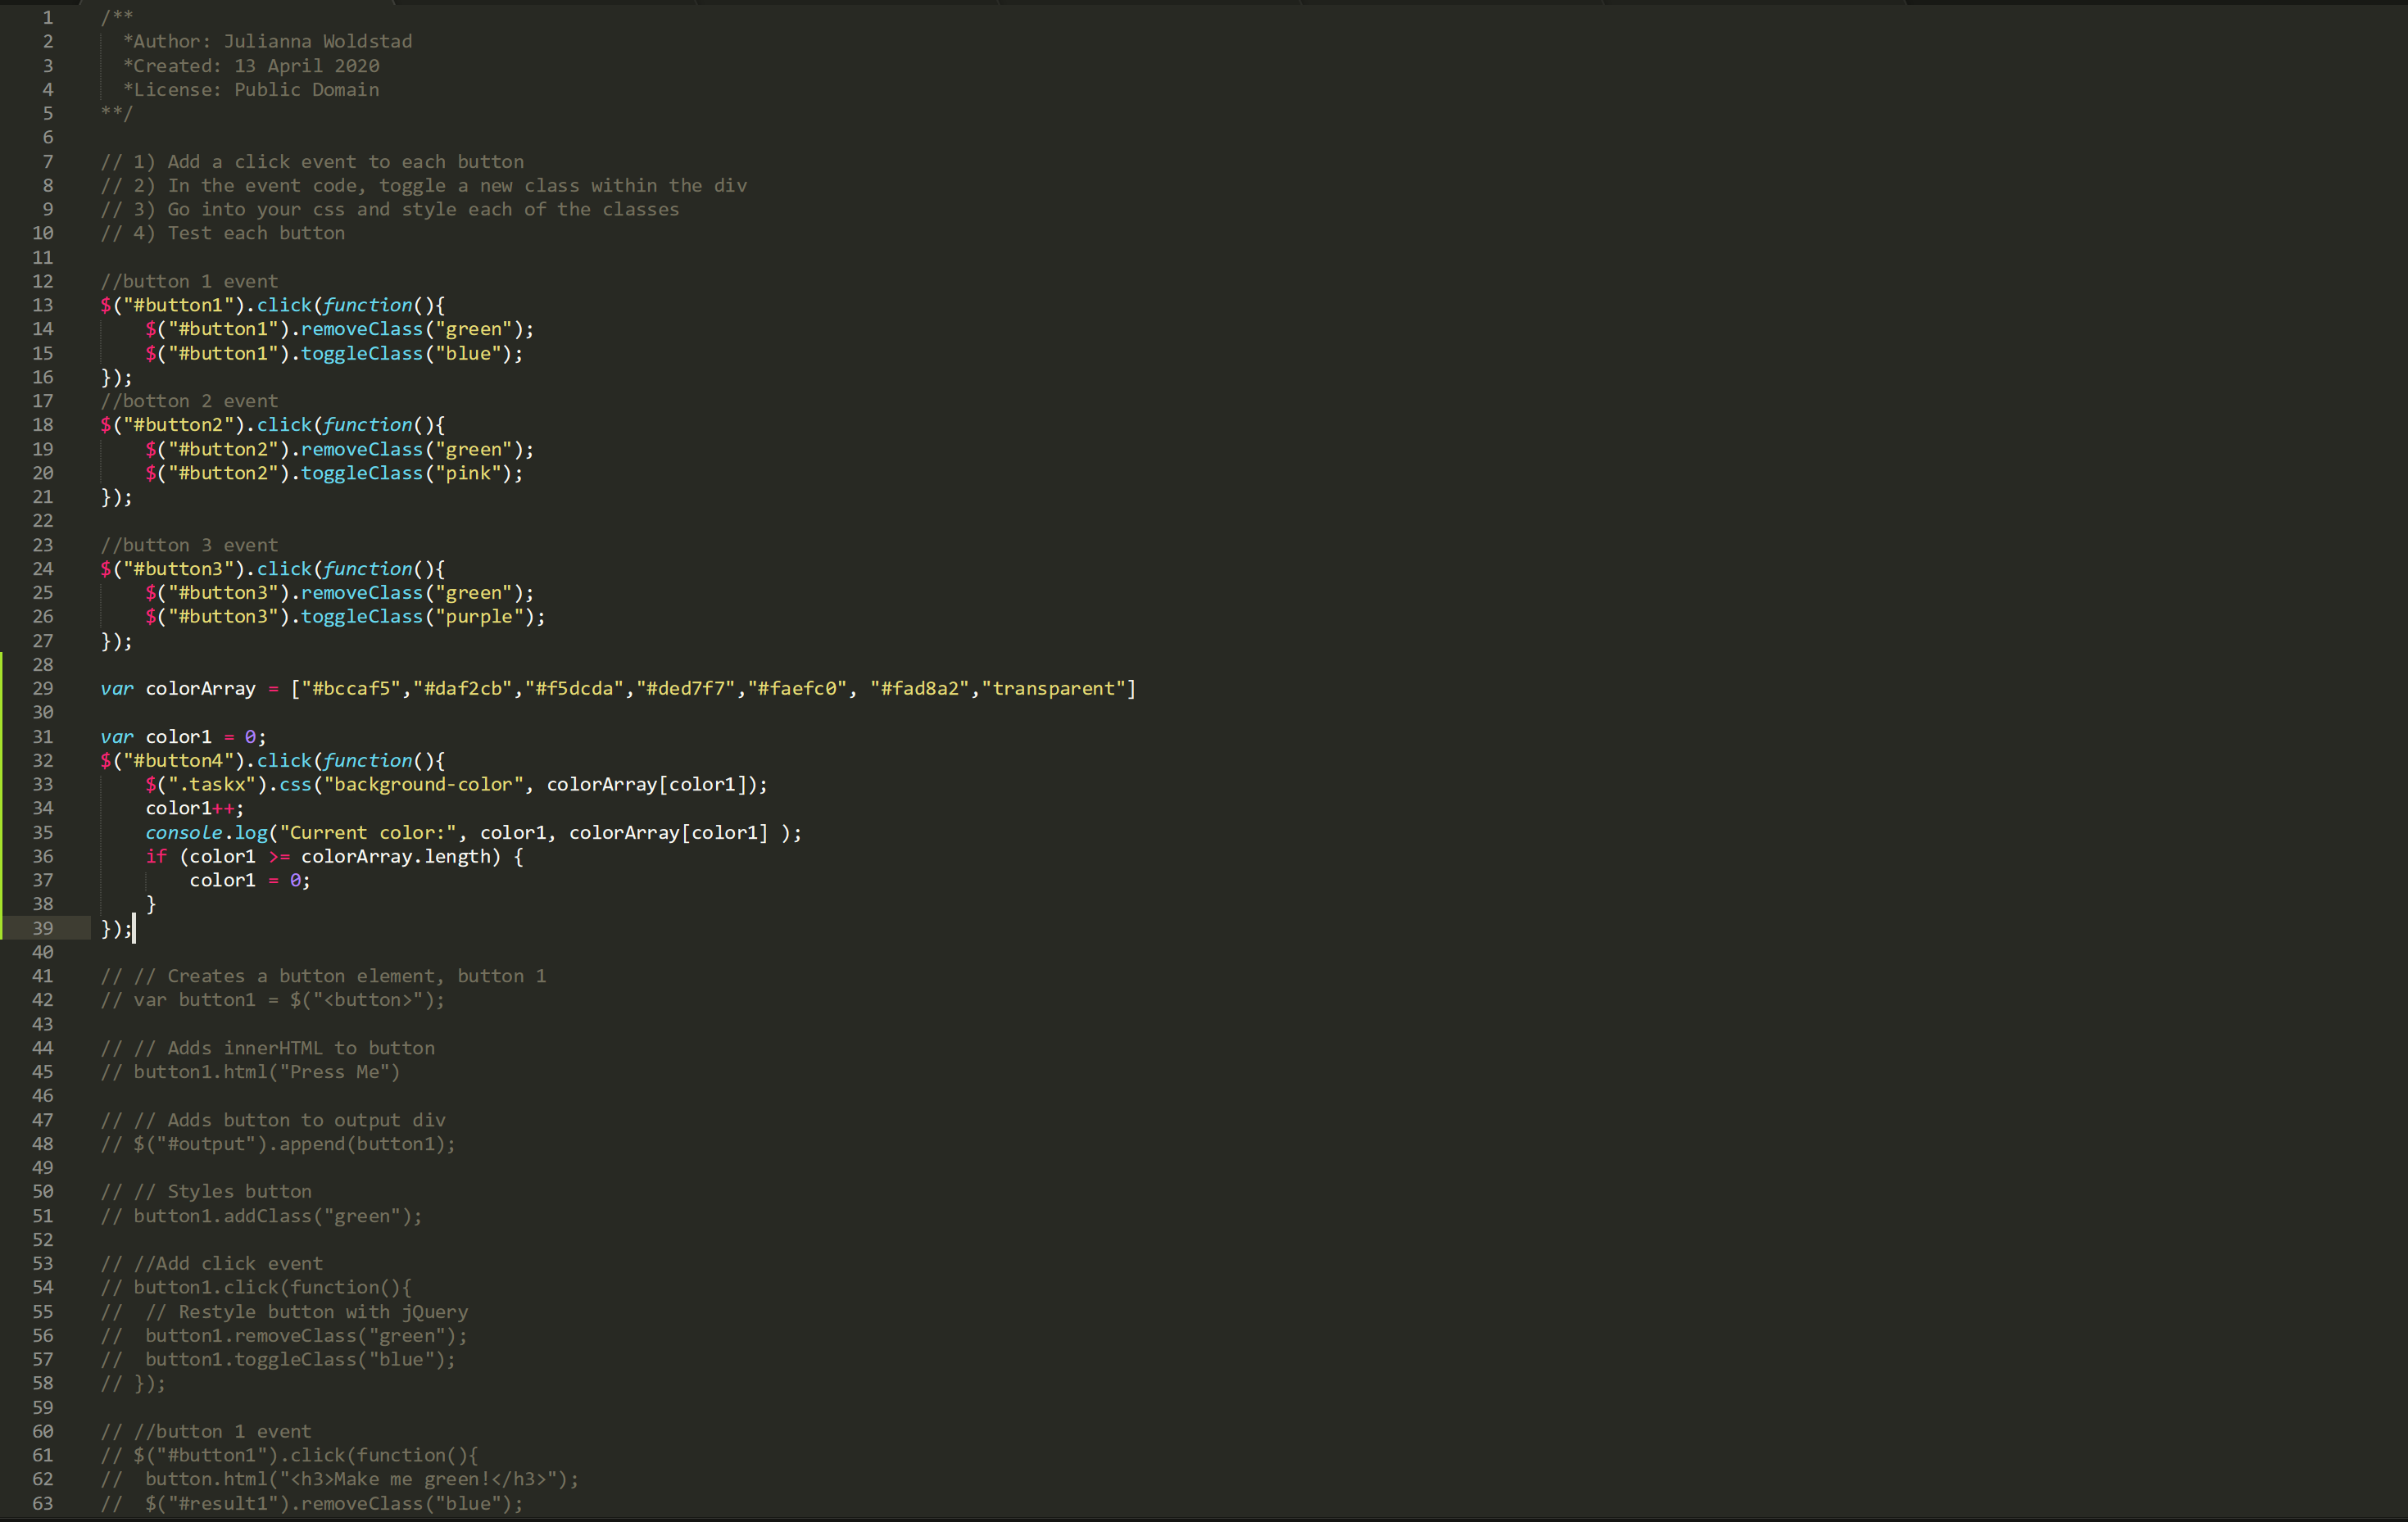 1 /**
2 *Author: Julianna Woldstad
3 *Created: 13 April 2020
4 *License: Public Domain
5 **/
6
7 // 1) Add a click event to each button
8 // 2) In the event code, toggle a new class within the div
9 // 3) Go into your css and style each of the classes
10 // 4) Test each button
11
12 //button 1 event
13 $("#button1").click(function(){
14     $("#button1").removeClass("green");
15     $("#button1").toggleClass("blue");
16 });
17 //botton 2 event
18 $("#button2").click(function(){
19     $("#button2").removeClass("green");
20     $("#button2").toggleClass("pink");
21 });
22
23 //button 3 event
24 $("#button3").click(function(){
25     $("#button3").removeClass("green");
26     $("#button3").toggleClass("purple");
27 });
28
29 var colorArray = ["#bccaf5","#daf2cb","#f5dcda","#ded7f7","#faefc0", "#fad8a2","transparent"]
30
31 var color1 = 0;
32 $("#button4").click(function(){
33     $(".taskx").css("background-color", colorArray[color1]);
34     color1++;
35     console.log("Current color:", color1, colorArray[color1] );
36     if (color1 >= colorArray.length) {
37         color1 = 0;
38     }
39 });
40
41 // // Creates a button element, button 1
42 // var button1 = $("<button>");
43
44 // // Adds innerHTML to button
45 // button1.html("Press Me")
46
47 // // Adds button to output div
48 // $("#output").append(button1);
49
50 // // Styles button
51 // button1.addClass("green");
52
53 // //Add click event
54 // button1.click(function(){
55 //  // Restyle button with jQuery
56 //  button1.removeClass("green");
57 //  button1.toggleClass("blue");
58 // });
59
60 // //button 1 event
61 // $("#button1").click(function(){
62 //  button.html("<h3>Make me green!</h3>");
63 //  $("#result1").removeClass("blue");